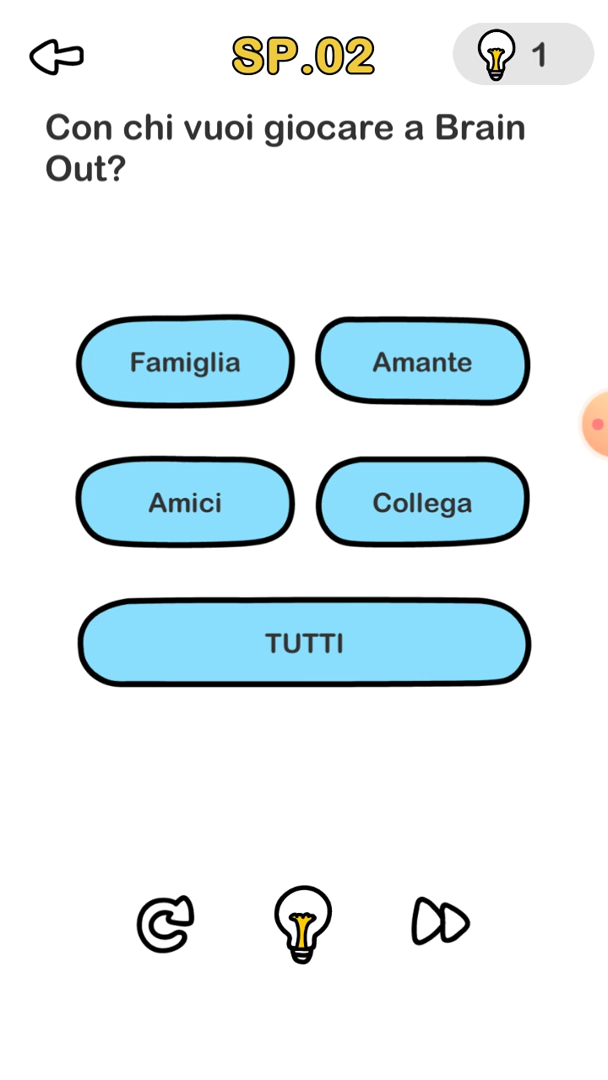 SP.02
1
Con chi vuoi giocare a Brain
Out?
Famiglia
Amante
Amici
Collega
TUTTI